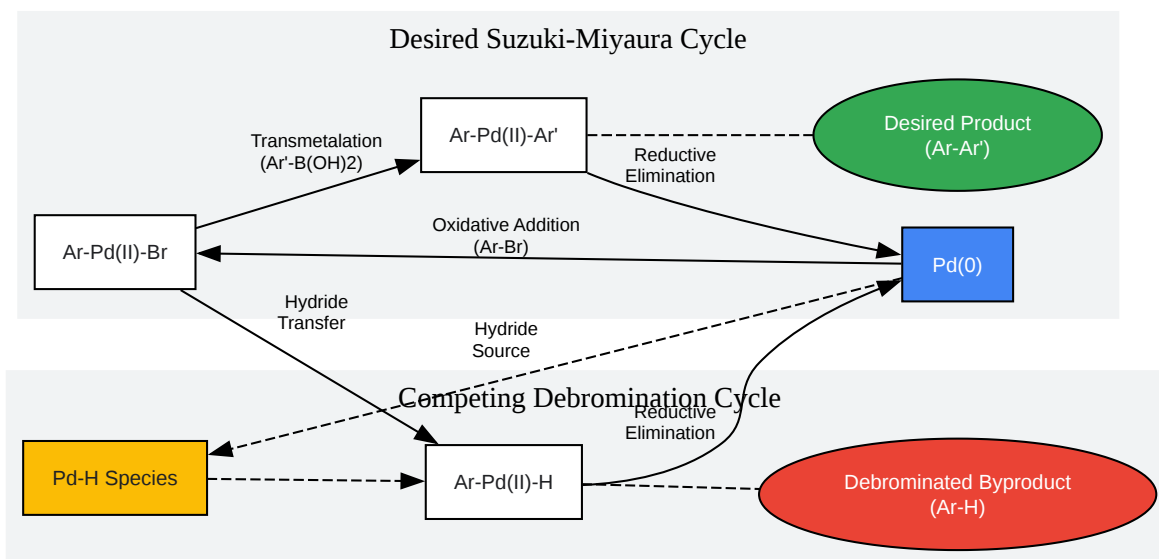 Desired Suzuki-Miyaura Cycle
Ar-Pd(II)-Ar'
Desired Product
(Ar-Ar')
Transmetalation
(Ar'-B(OH)2)
Reductive
Elimination
Ar-Pd(II)-Br
Oxidative Addition
(Ar-Br)
Pd(0)
Hydride
Transfer
Hydride
Source
Competing Debromination Cycle
Reductive
Elimination
Pd-H Species
Ar-Pd(II)-H
Debrominated Byproduct
(Ar-H)